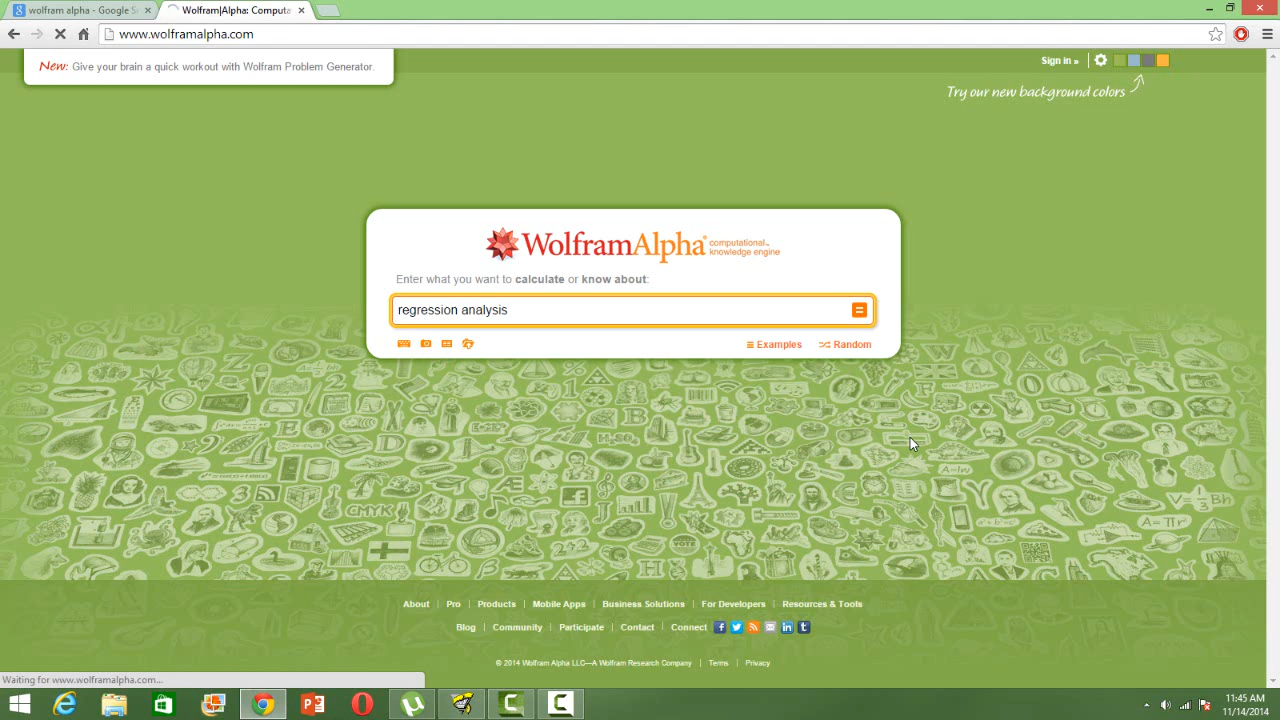 wolfram alpha - Google S
Wolfram|Alpha: Computa
www.wolframalpha.com
New: Give your brain a quick workout with Wolfram Problem Generator.
Sign in »
Try our new background colors
WolframAlpha computational knowledge engine
Enter what you want to calculate or know about:
regression analysis
Examples Random
About | Pro | Products | Mobile Apps | Business Solutions | For Developers | Resources & Tools
Blog | Community | Participate | Contact | Connect
© 2014 Wolfram Alpha LLC—A Wolfram Research Company | Terms | Privacy
Waiting for www.wolframalpha.com...
11:45 AM
11/14/2014